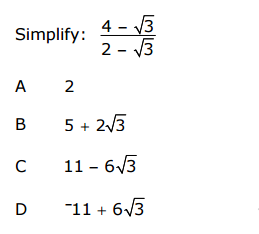 Simplify: (4 – √3)/(2 – √3)
A 2
B 5 + 2√3
C 11 – 6√3
D ⁻11 + 6√3